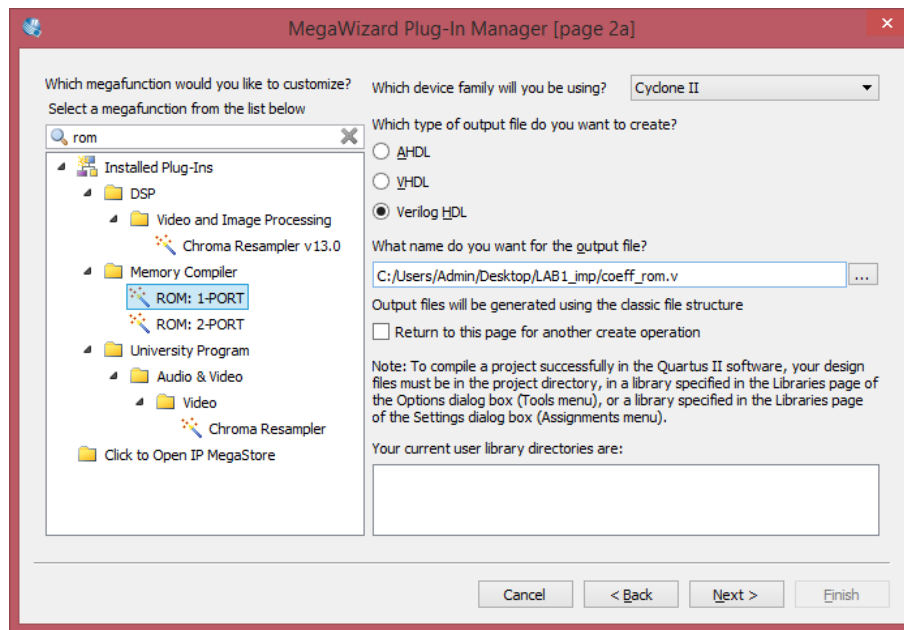 MegaWizard Plug-In Manager [page 2a]
Which megafunction would you like to customize?
Select a megafunction from the list below
rom
Installed Plug-Ins
DSP
Video and Image Processing
Chroma Resampler v13.0
Memory Compiler
ROM: 1-PORT
ROM: 2-PORT
University Program
Audio & Video
Video
Chroma Resampler
Click to Open IP MegaStore
Which device family will you be using?
Cyclone II
Which type of output file do you want to create?
AHDL
VHDL
Verilog HDL
What name do you want for the output file?
C:/Users/Admin/Desktop/LAB1_imp/coeff_rom.v
...
Output files will be generated using the classic file structure
Return to this page for another create operation
Note: To compile a project successfully in the Quartus II software, your design
files must be in the project directory, in a library specified in the Libraries page of
the Options dialog box (Tools menu), or a library specified in the Libraries page
of the Settings dialog box (Assignments menu).
Your current user library directories are:
Cancel
< Back
Next >
Finish